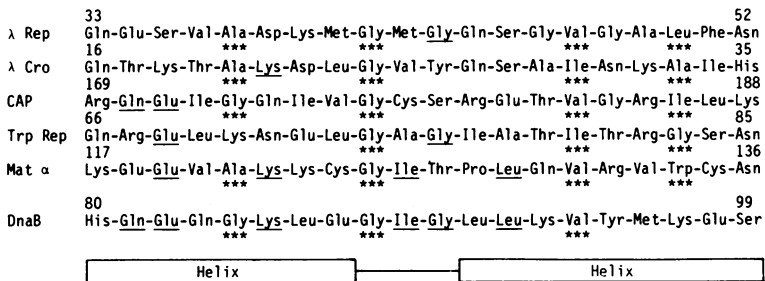 33 52
λ Rep Gln-Glu-Ser-Val-Ala-Asp-Lys-Met-Gly-Met-Gly-Gln-Ser-Gly-Val-Gly-Ala-Leu-Phe-Asn
*** *** *** ***
16 35
λ Cro Gln-Thr-Lys-Thr-Ala-Lys-Asp-Leu-Gly-Val-Tyr-Gln-Ser-Ala-Ile-Asn-Lys-Ala-Ile-His
*** *** *** ***
169 188
CAP Arg-Gln-Glu-Ile-Gly-Gln-Ile-Val-Gly-Cys-Ser-Arg-Glu-Thr-Val-Gly-Arg-Ile-Leu-Lys
*** *** *** ***
66 85
Trp Rep Gln-Arg-Glu-Leu-Lys-Asn-Glu-Leu-Gly-Ala-Gly-Ile-Ala-Thr-Ile-Thr-Arg-Gly-Ser-Asn
*** *** ***
117 136
Mat α Lys-Glu-Glu-Val-Ala-Lys-Lys-Cys-Gly-Ile-Thr-Pro-Leu-Gln-Val-Arg-Val-Trp-Cys-Asn
*** *** *** ***
80 99
DnaB His-Gln-Glu-Gln-Gly-Lys-Leu-Glu-Gly-Ile-Gly-Leu-Leu-Lys-Val-Tyr-Met-Lys-Glu-Ser
*** *** ***
Helix Helix